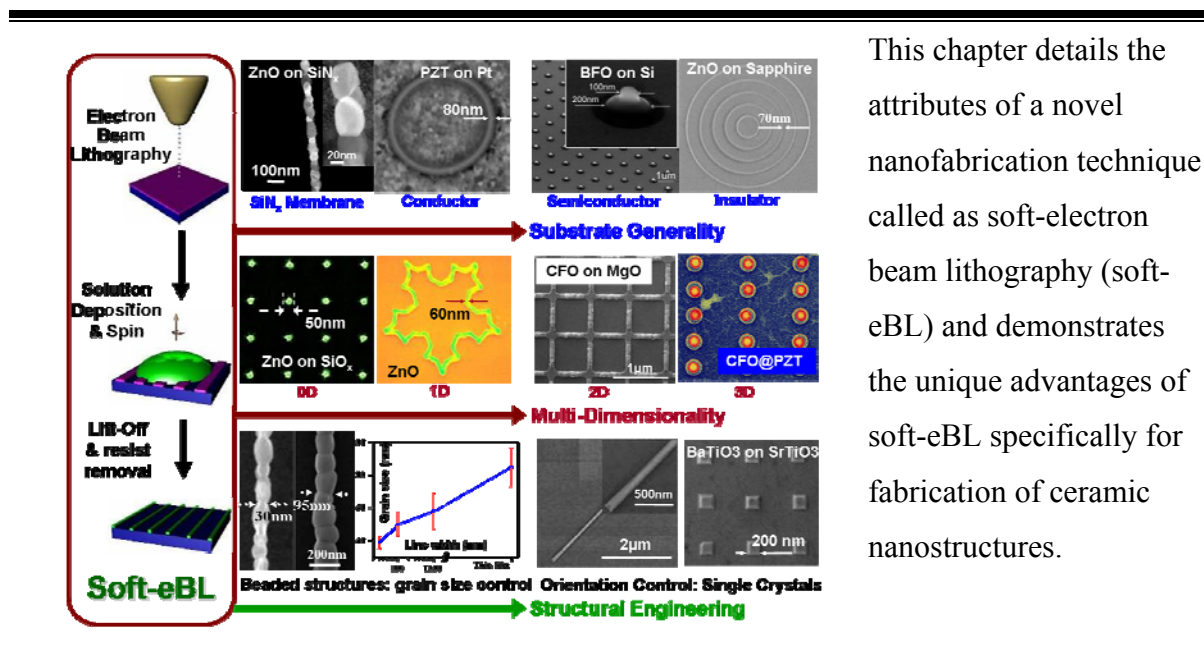 This chapter details the
attributes of a novel
nanofabrication technique
called as soft-electron
beam lithography (soft-
eBL) and demonstrates
the unique advantages of
soft-eBL specifically for
fabrication of ceramic
nanostructures.
Electron
Beam
Lithography
Solution
Deposition
& Spin
Lift-Off
& resist
removal
Soft-eBL
ZnO on SiNₓ
100nm
20nm
SiNₓ Membrane
PZT on Pt
80nm
Conductor
BFO on Si
100nm
200nm
1um
Semiconductor
ZnO on Sapphire
70nm
Insulator
Substrate Generality
50nm
ZnO on SiOₓ
0D
60nm
ZnO
1D
CFO on MgO
1μm
2D
CFO@PZT
3D
Multi-Dimensionality
30nm
95nm
200nm
Grain size [nm]
Line width [nm]
Beaded structures: grain size control
500nm
2μm
BaTiO3 on SrTiO3
200 nm
Orientation Control: Single Crystals
Structural Engineering